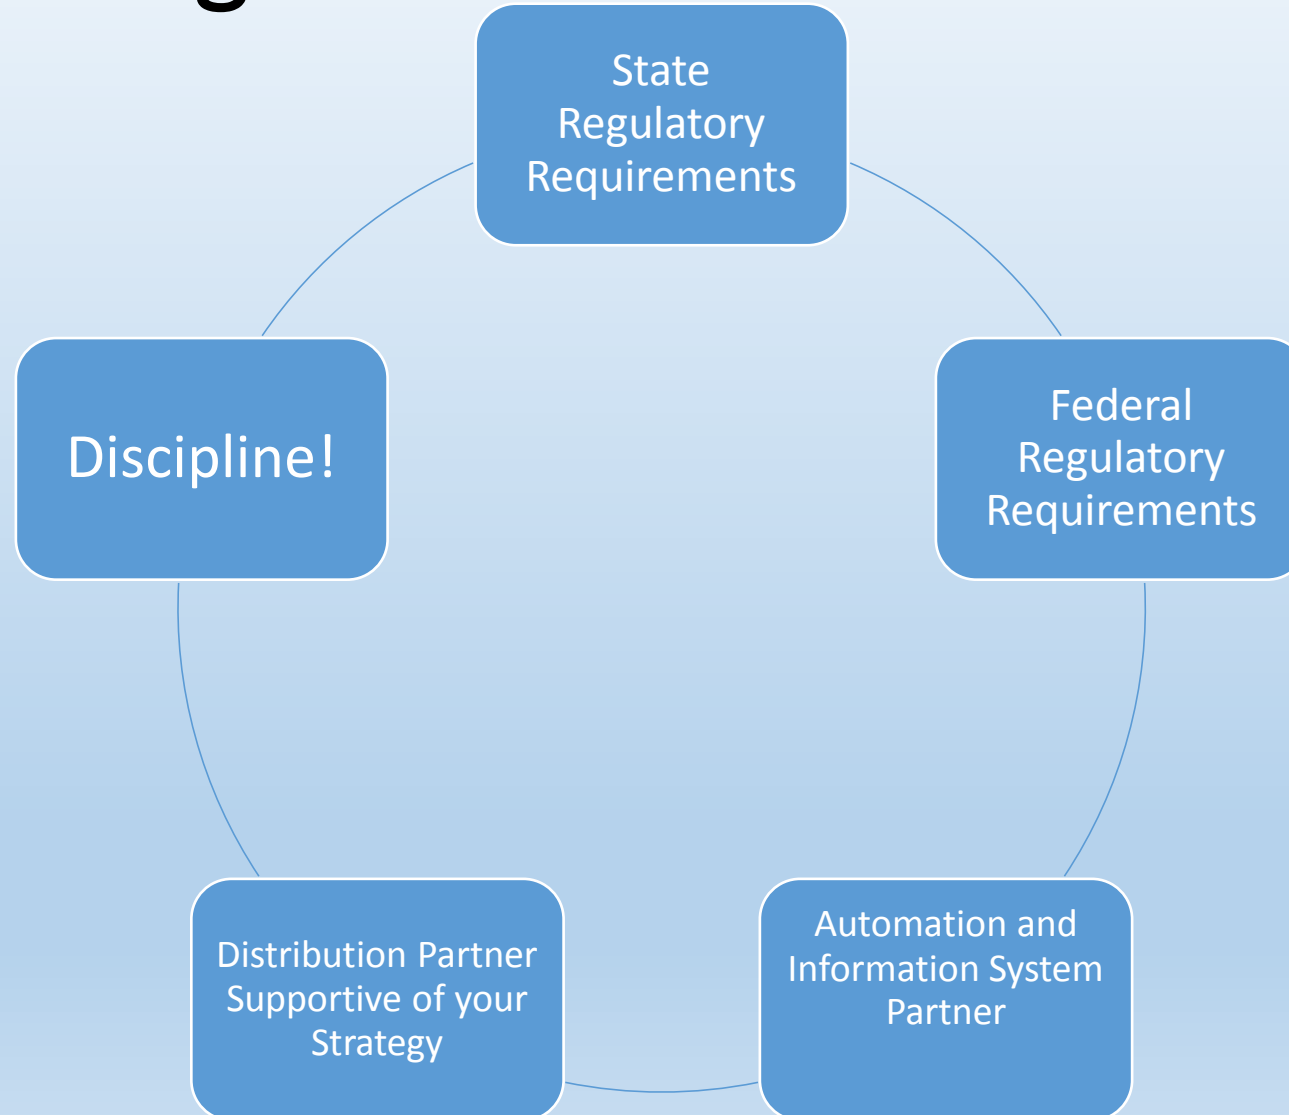 State
Regulatory
Requirements
Federal
Regulatory
Requirements
Automation and
Information System
Partner
Distribution Partner
Supportive of your
Strategy
Discipline!